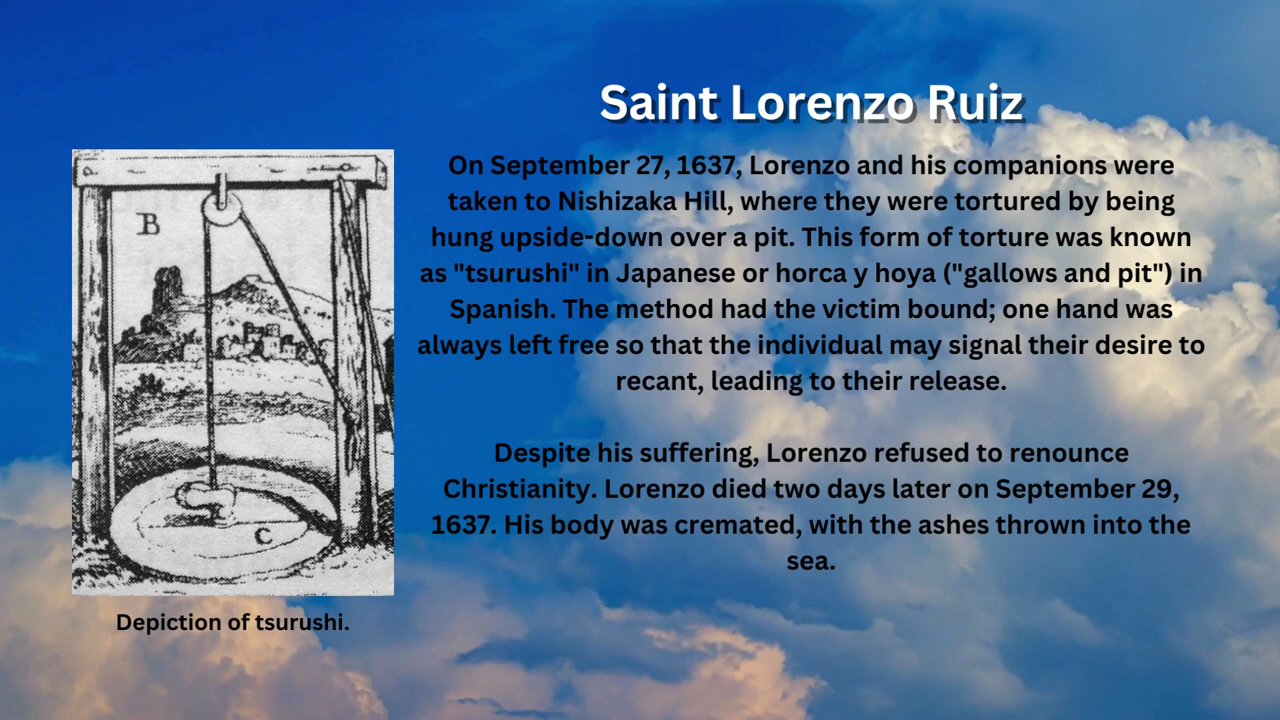 Saint Lorenzo Ruiz
On September 27, 1637, Lorenzo and his companions were
taken to Nishizaka Hill, where they were tortured by being
hung upside-down over a pit. This form of torture was known
as "tsurushi" in Japanese or horca y hoya ("gallows and pit") in
Spanish. The method had the victim bound; one hand was
always left free so that the individual may signal their desire to
recant, leading to their release.
Despite his suffering, Lorenzo refused to renounce
Christianity. Lorenzo died two days later on September 29,
1637. His body was cremated, with the ashes thrown into the
sea.
B
C
Depiction of tsurushi.